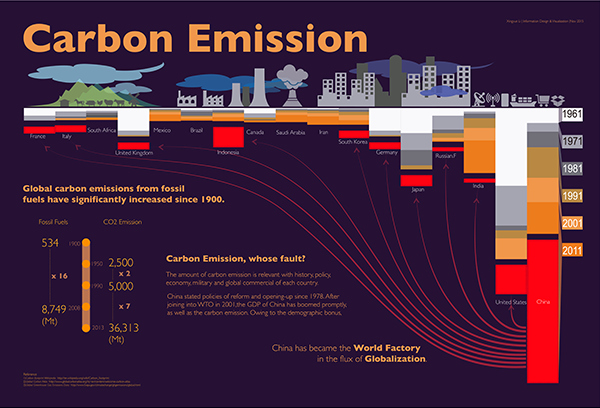 Carbon Emission
1961
1971
1981
1991
2001
2011
France
Italy
South Africa
United Kingdom
Mexico
Brazil
Indonesia
Canada
Saudi Arabia
Iran
South Korea
Germany
Japan
Russian.F
India
United States
China
Global carbon emissions from fossil
fuels have significantly increased since 1900.
Fossil Fuels
CO2 Emission
534
x 16
8,749
(Mt)
1900
1950
1990
2008
2013
2,500
x 2
5,000
x 7
36,313
(Mt)
Carbon Emission, whose fault?
The amount of carbon emission is relevant with history, policy,
economy, military and global commercial of each country.
China stated policies of reform and opening-up since 1978. After
joining into WTO in 2001, the GDP of China has boomed promptly,
as well as the carbon emission. Owing to the demographic bonus.
China has became the World Factory
in the flux of Globalization.